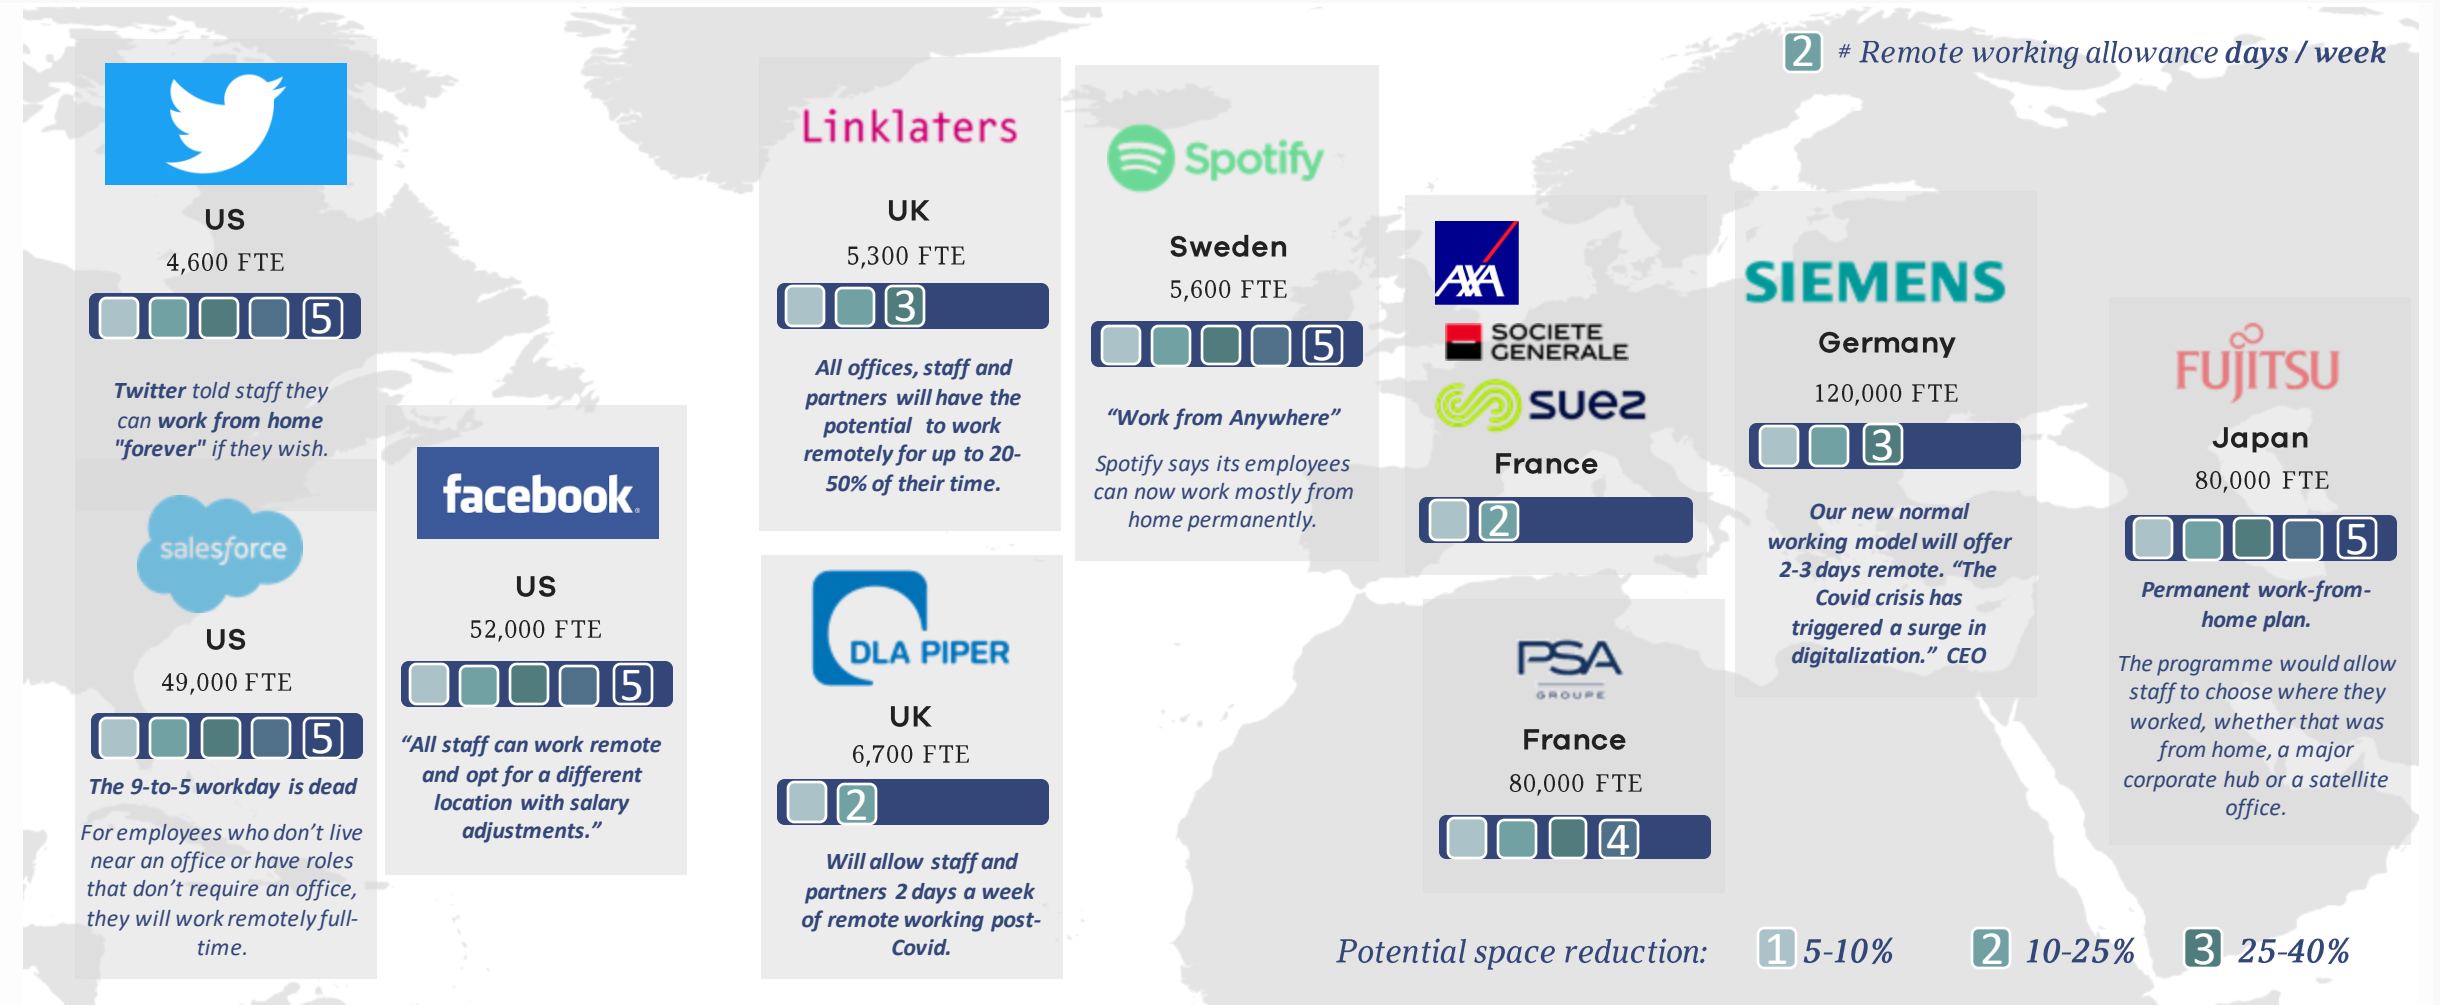 2 # Remote working allowance days / week
US
4,600 FTE
5
Twitter told staff they
can work from home
"forever" if they wish.
salesforce
US
49,000 FTE
5
The 9-to-5 workday is dead
For employees who don't live
near an office or have roles
that don't require an office,
they will work remotely full-
time.
facebook
US
52,000 FTE
5
“All staff can work remote
and opt for a different
location with salary
adjustments.”
Linklaters
UK
5,300 FTE
3
All offices, staff and
partners will have the
potential to work
remotely for up to 20-
50% of their time.
DLA PIPER
UK
6,700 FTE
2
Will allow staff and
partners 2 days a week
of remote working post-
Covid.
Spotify
Sweden
5,600 FTE
5
“Work from Anywhere”
Spotify says its employees
can now work mostly from
home permanently.
AXA
SOCIETE
GENERALE
suez
France
2
PSA
GROUPE
France
80,000 FTE
4
SIEMENS
Germany
120,000 FTE
3
Our new normal
working model will offer
2-3 days remote. “The
Covid crisis has
triggered a surge in
digitalization.” CEO
FUJITSU
Japan
80,000 FTE
5
Permanent work-from-
home plan.
The programme would allow
staff to choose where they
worked, whether that was
from home, a major
corporate hub or a satellite
office.
Potential space reduction: 1 5-10% 2 10-25% 3 25-40%